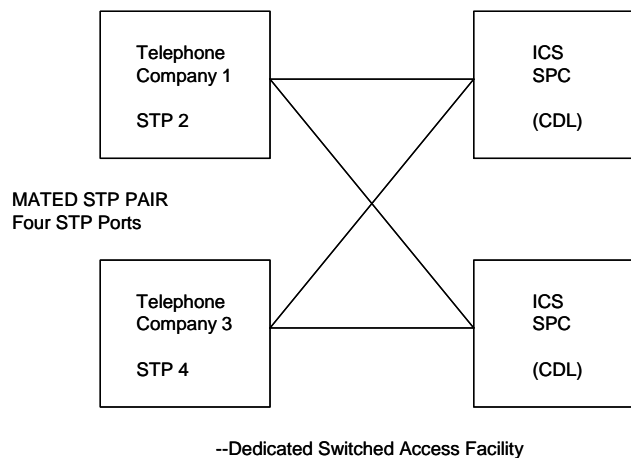 Telephone
Company 1
STP 2
ICS
SPC
(CDL)
MATED STP PAIR
Four STP Ports
Telephone
Company 3
STP 4
ICS
SPC
(CDL)
--Dedicated Switched Access Facility